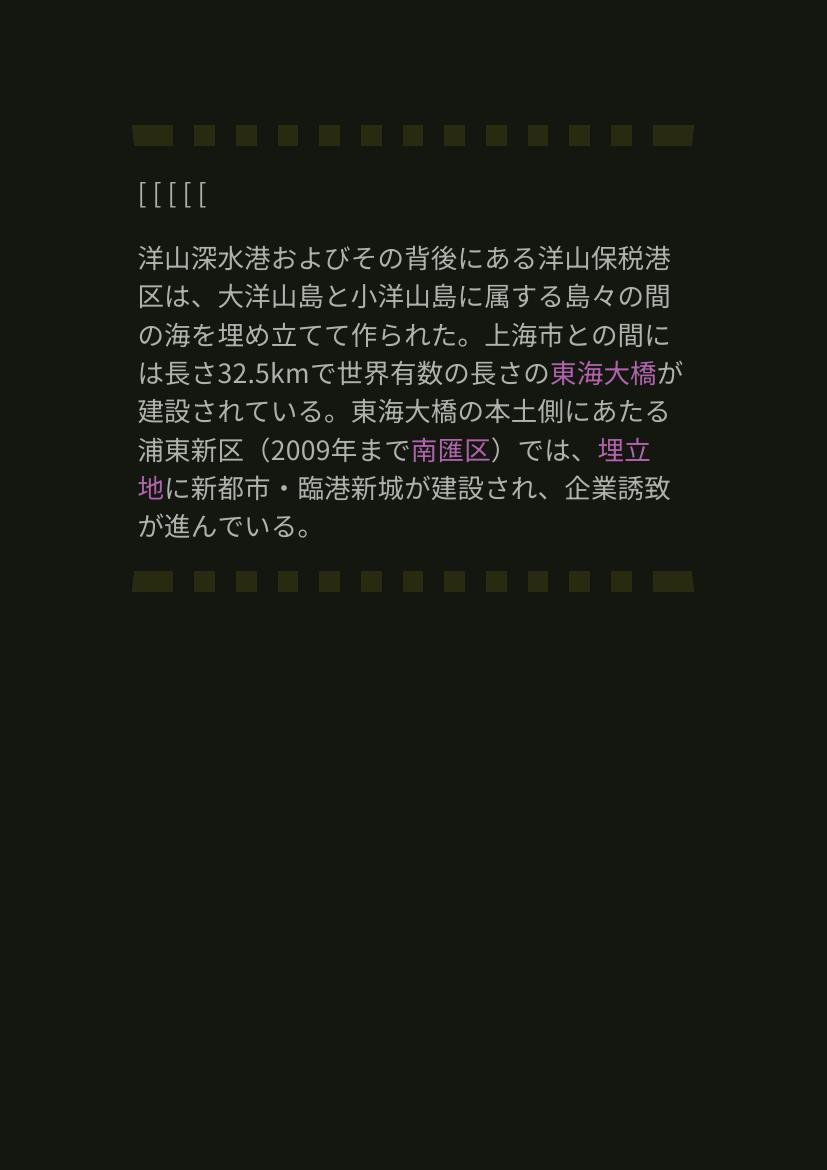 [ [ [ [ [
洋山深水港およびその背後にある洋山保税港
区は、大洋山島と小洋山島に属する島々の間
の海を埋め立てて作られた。上海市との間に
は長さ32.5kmで世界有数の長さの東海大橋が
建設されている。東海大橋の本土側にあたる
浦東新区（2009年まで南匯区）では、埋立
地に新都市・臨港新城が建設され、企業誘致
が進んでいる。